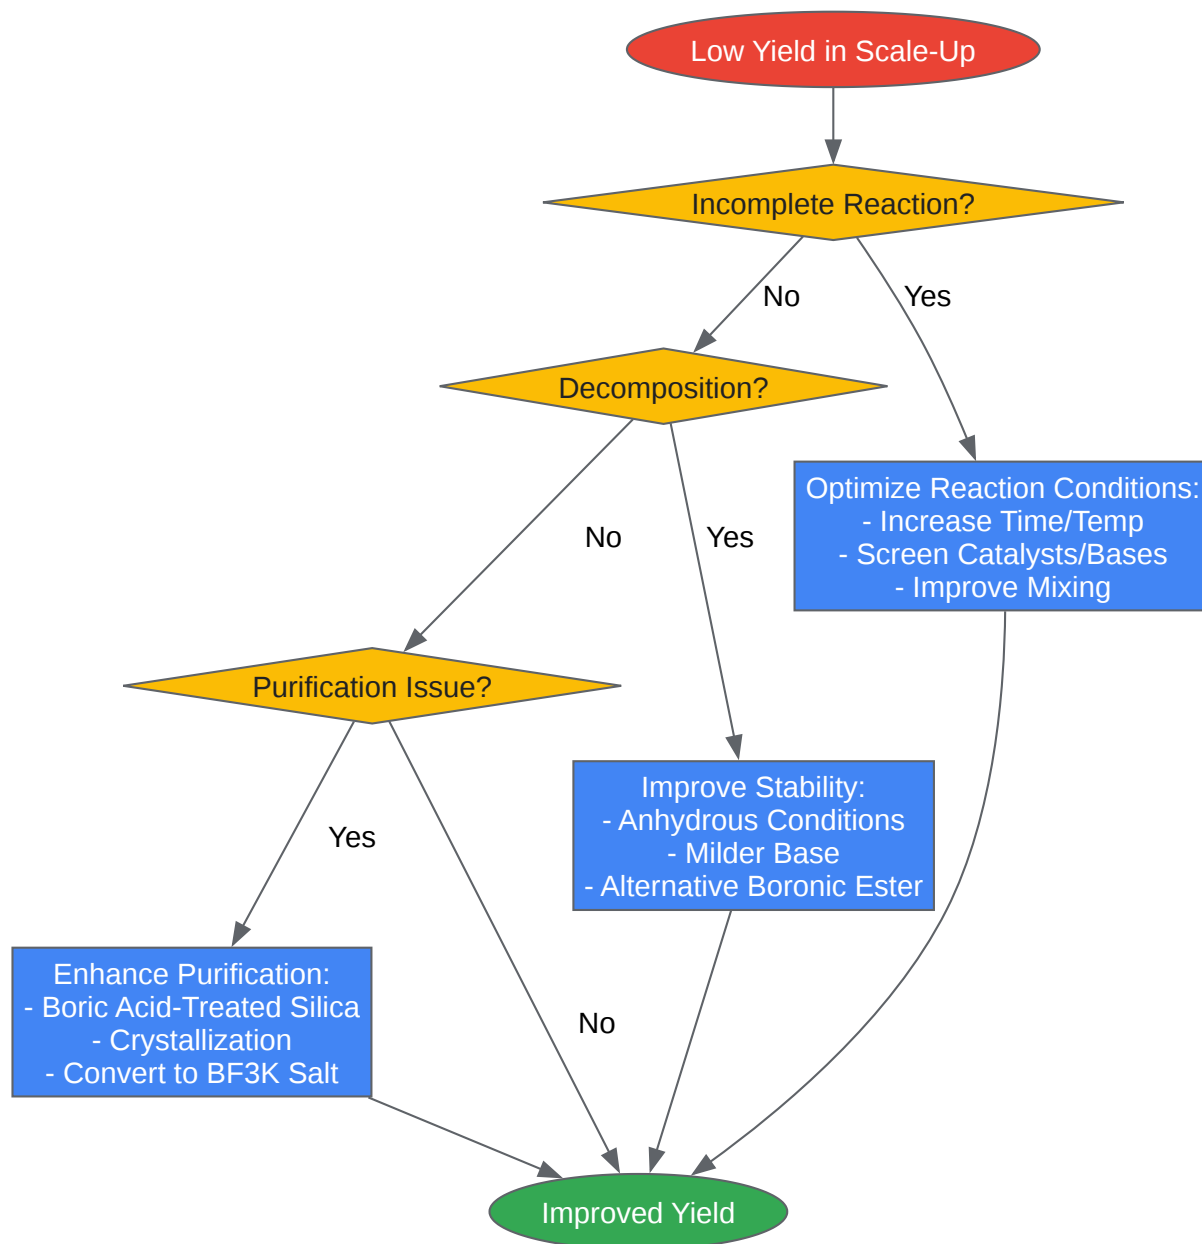 Low Yield in Scale-Up
Incomplete Reaction?
No
Yes
Decomposition?
Optimize Reaction Conditions:
- Increase Time/Temp
- Screen Catalysts/Bases
- Improve Mixing
No
Yes
Purification Issue?
Improve Stability:
- Anhydrous Conditions
- Milder Base
- Alternative Boronic Ester
Yes
Enhance Purification:
- Boric Acid-Treated Silica
- Crystallization
- Convert to BF3K Salt
No
Improved Yield